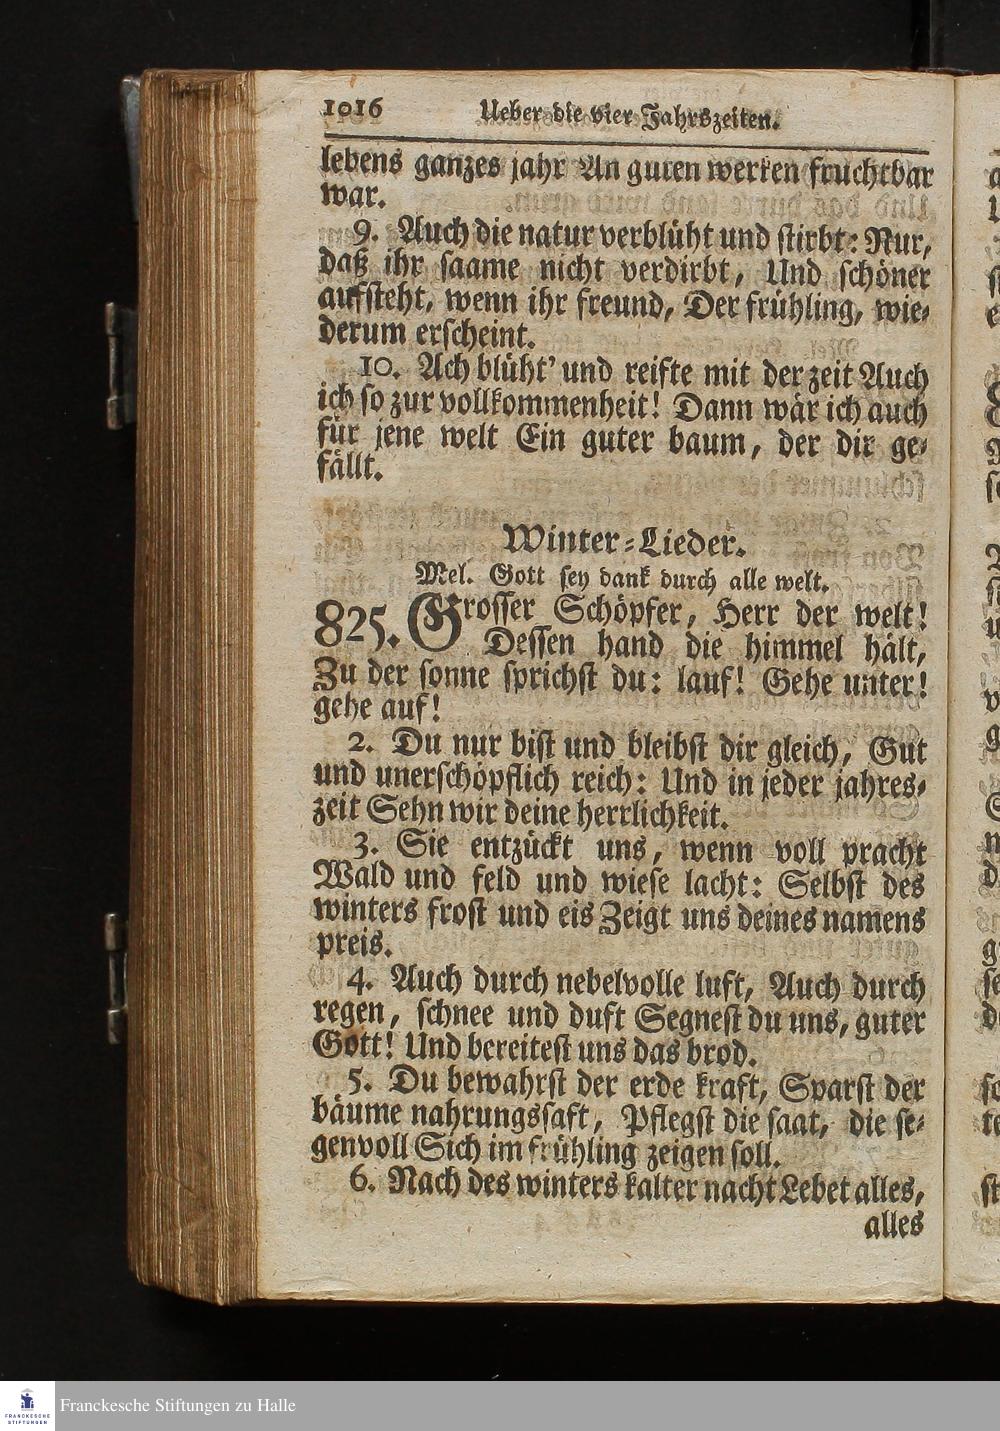 1016 Ueber die vier Jahrszeiten.
lebens ganzes jahr An guten werken fruchtbar
war.
9. Auch die natur verblüht und stirbt: Nur,
daß ihr saame nicht verdirbt, Und schöner
aufsteht, wenn ihr freund, Der frühling, wie-
derum erscheint.
10. Ach blüht' und reifte mit der zeit Auch
ich so zur vollkommenheit! Dann wär ich auch
für jene welt Ein guter baum, der dir ge-
fällt.
Winter-Lieder.
Mel. Gott sey dank durch alle welt.
825. Grosser Schöpfer, Herr der welt!
Dessen hand die himmel hält,
Zu der sonne sprichst du: lauf! Gehe unter!
gehe auf!
2. Du nur bist und bleibst dir gleich, Gut
und unerschöpflich reich: Und in jeder jahres-
zeit Sehn wir deine herrlichkeit.
3. Sie entzückt uns, wenn voll pracht
Wald und feld und wiese lacht: Selbst des
winters frost und eis Zeigt uns deines namens
preis.
4. Auch durch nebelvolle luft, Auch durch
regen, schnee und duft Segnest du uns, guter
Gott! Und bereitest uns das brod.
5. Du bewahrst der erde kraft, Sparst der
bäume nahrungssaft, Pflegst die saat, die se-
genvoll Sich im frühling zeigen soll.
6. Nach des winters kalter nacht Lebet alles,
alles
FRANCKESCHE
STIFTUNGEN
Franckesche Stiftungen zu Halle